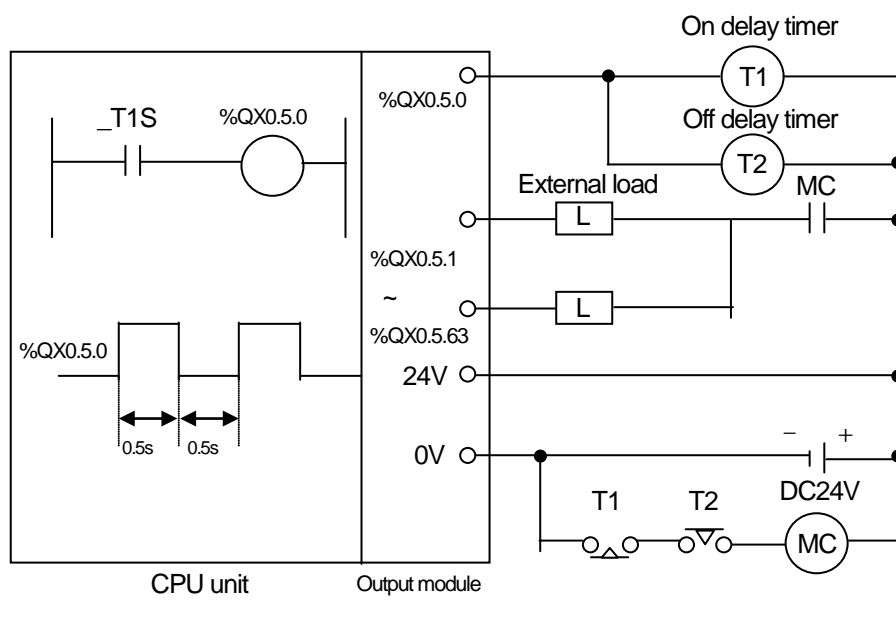 On delay timer
T1
%QX0.5.0
_T1S
%QX0.5.0
Off delay timer
T2
External load
MC
L
%QX0.5.1
~
L
%QX0.5.63
%QX0.5.0
24V
0.5s
0.5s
0V
− +
DC24V
T1
T2
MC
CPU unit
Output module